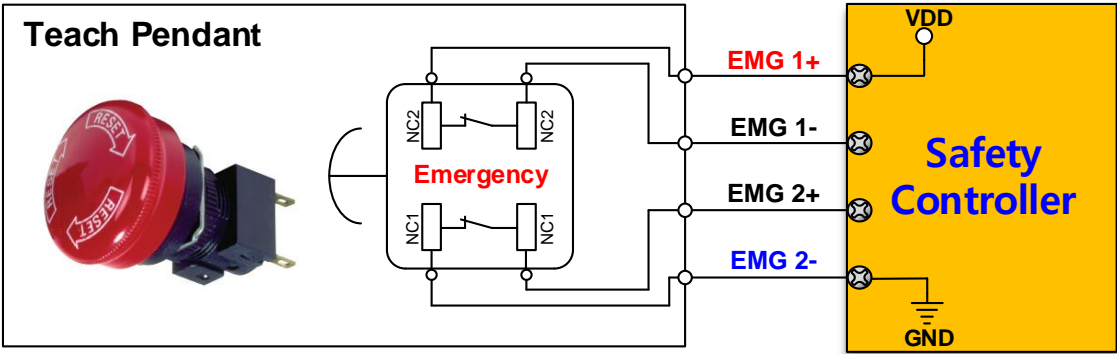 Teach Pendant
VDD
EMG 1+
EMG 1-
EMG 2+
EMG 2-
NC2
NC2
Emergency
NC1
NC1
RESET
RESET
RESET
Safety
Controller
GND